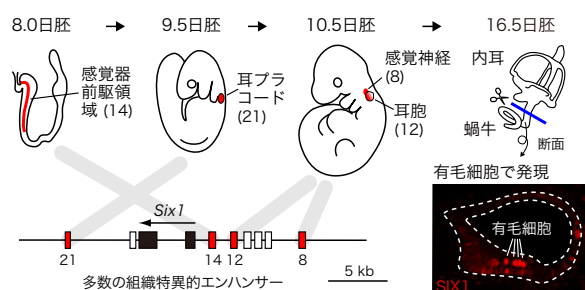 8.0日胚
9.5日胚
10.5日胚
16.5日胚
感覚器
前駆領
域 (14)
耳プラ
コード
(21)
感覚神経
(8)
耳胞
(12)
内耳
蝸牛
断面
有毛細胞で発現
有毛細胞
SIX1
Six1
21
14
12
8
多数の組織特異的エンハンサー
5 kb